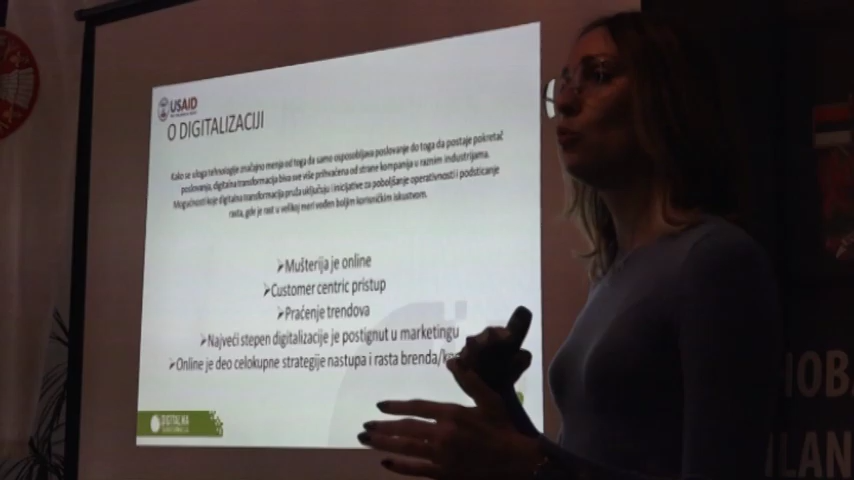 USAID
O DIGITALIZACIJI
Kako se uloga tehnologije značajno menja od toga da samo osposobljava poslovanje do toga da postaje pokretač
poslovanja, digitalna transformacija biva sve više prihvaćena od strane kompanija u raznim industrijama.
Mogućnosti koje digitalna transformacija pruža uključuju i inicijative za poboljšanje operativnosti i podsticanje
rasta, gde je rast u velikoj meri vođen boljim korisničkim iskustvom.
➢Mušterija je online
➢Customer centric pristup
➢Praćenje trendova
➢Najveći stepen digitalizacije je postignut u marketingu
➢Online je deo celokupne strategije nastupa i rasta brenda/
DIGITALNA